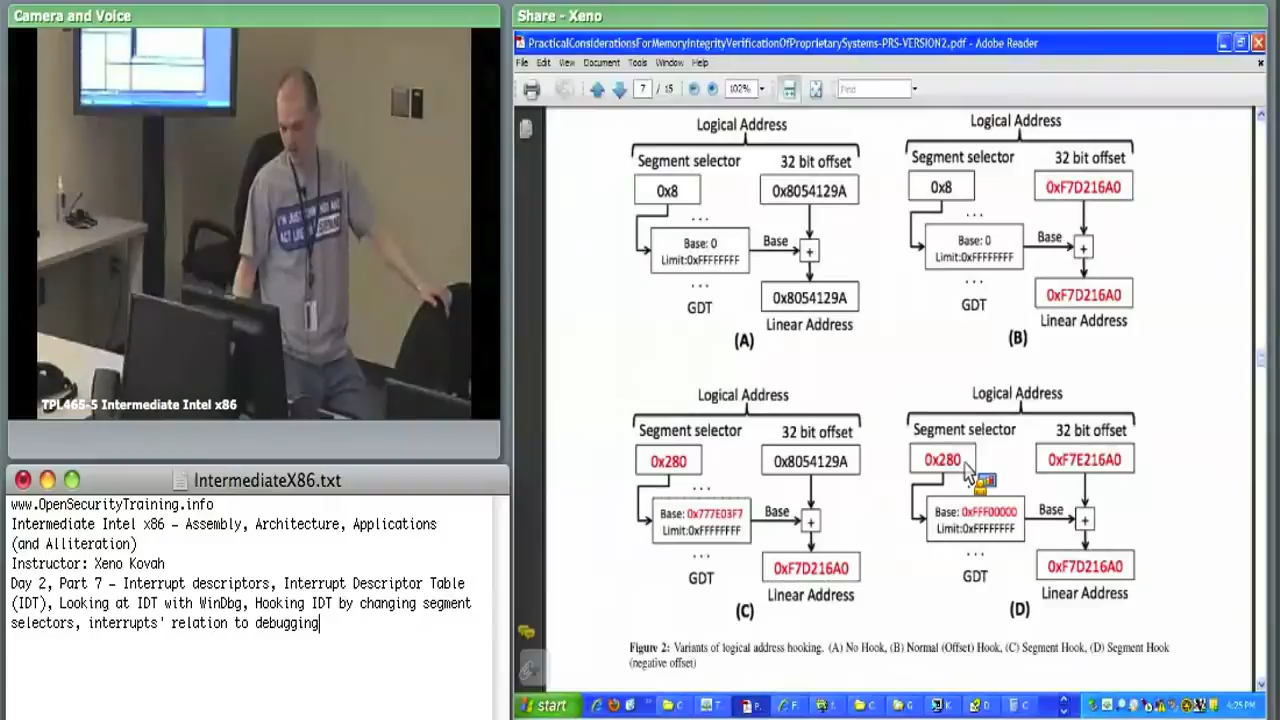 Camera and Voice
I'M JUST
TPL465-5 Intermediate Intel x86
IntermediateX86.txt
www.OpenSecurityTraining.info
Intermediate Intel x86 – Assembly, Architecture, Applications
(and Alliteration)
Instructor: Xeno Kovah
Day 2, Part 7 – Interrupt descriptors, Interrupt Descriptor Table
(IDT), Looking at IDT with WinDbg, Hooking IDT by changing segment
selectors, interrupts' relation to debugging
Share - Xeno
PracticalConsiderationsForMemoryIntegrityVerificationOfProprietarySystems-PRS-VERSION2.pdf - Adobe Reader
File Edit View Document Tools Window Help
7 / 15 102% Find
Logical Address
Segment selector 32 bit offset
0x8 0x8054129A
...
Base: 0
Limit:0xFFFFFFFF
Base
+
...
GDT
0x8054129A
Linear Address
(A)
Logical Address
Segment selector 32 bit offset
0x8 0xF7D216A0
...
Base: 0
Limit:0xFFFFFFFF
Base
+
...
GDT
0xF7D216A0
Linear Address
(B)
Logical Address
Segment selector 32 bit offset
0x280 0x8054129A
...
Base: 0x777E03F7
Limit:0xFFFFFFFF
Base
+
...
GDT
0xF7D216A0
Linear Address
(C)
Logical Address
Segment selector 32 bit offset
0x280 0xF7E216A0
Base: 0xFFF00000
Limit:0xFFFFFFFF
Base
+
...
GDT
0xF7D216A0
Linear Address
(D)
Figure 2: Variants of logical address hooking. (A) No Hook, (B) Normal (Offset) Hook, (C) Segment Hook, (D) Segment Hook
(negative offset)
start
4:25 PM